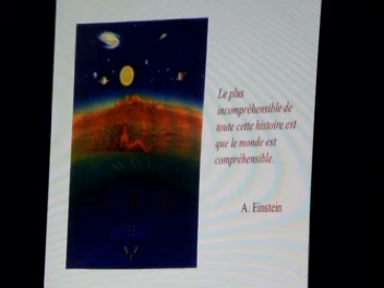 Le plus
incompréhensible de
toute cette histoire est
que le monde est
compréhensible.
A. Einstein